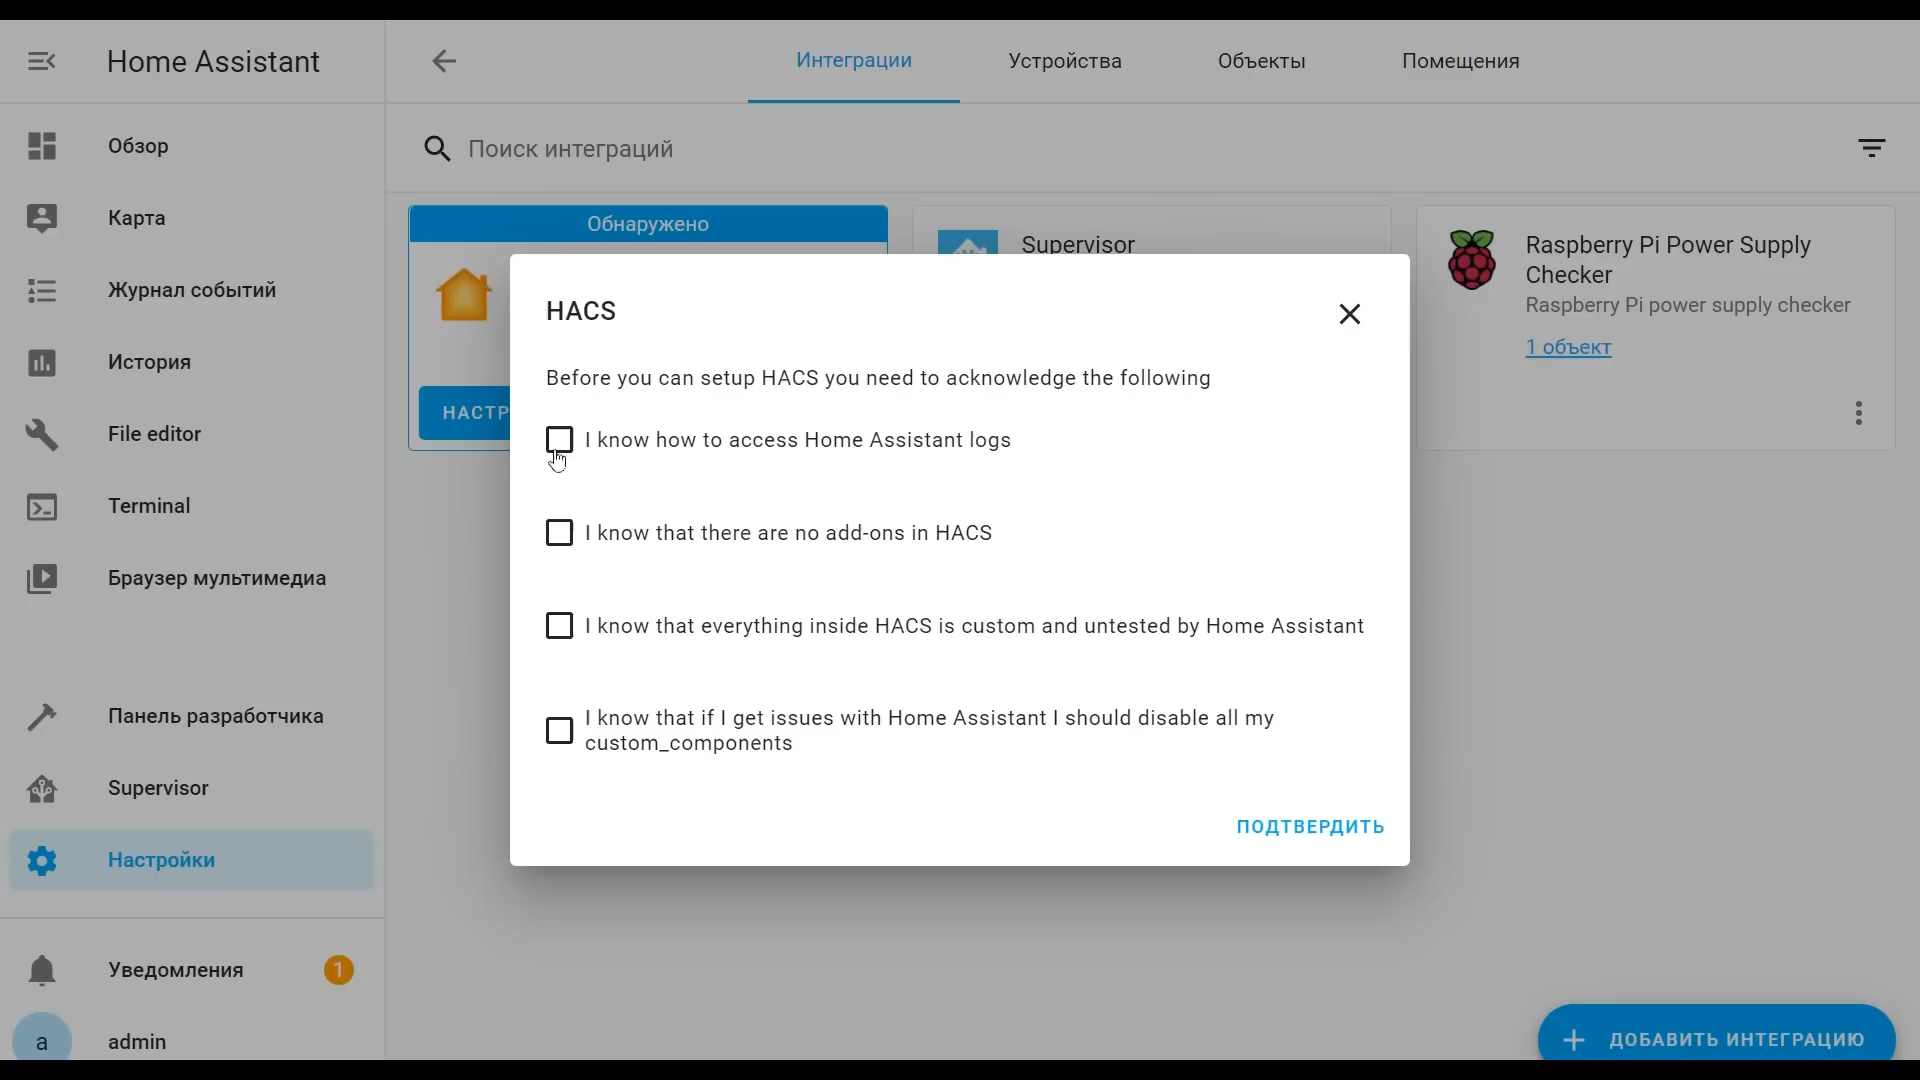 Home Assistant
Интеграции
Устройства
Объекты
Помещения
Обзор
Карта
Журнал событий
История
File editor
Terminal
Браузер мультимедиа
Панель разработчика
Supervisor
Настройки
Уведомления
1
a
admin
Поиск интеграций
Обнаружено
НАСТР
Supervisor
Raspberry Pi Power Supply
Checker
Raspberry Pi power supply checker
1 объект
HACS
Before you can setup HACS you need to acknowledge the following
I know how to access Home Assistant logs
I know that there are no add-ons in HACS
I know that everything inside HACS is custom and untested by Home Assistant
I know that if I get issues with Home Assistant I should disable all my
custom_components
ПОДТВЕРДИТЬ
ДОБАВИТЬ ИНТЕГРАЦИЮ